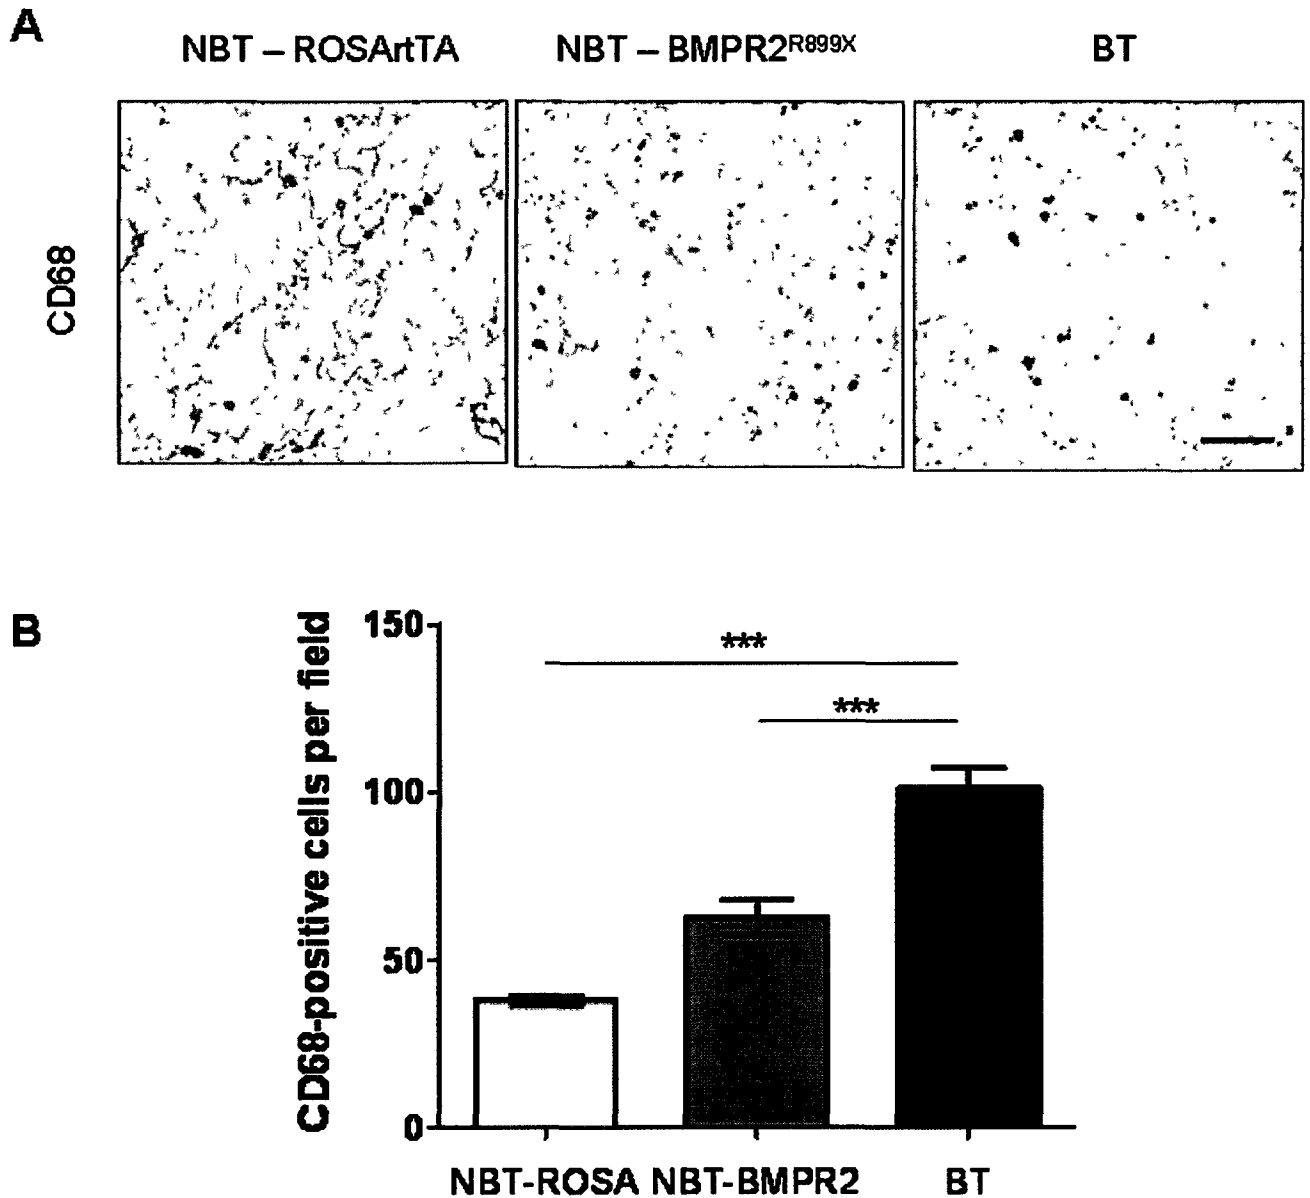 A
NBT – ROSArtTA
NBT – BMPR2R899X
BT
CD68
B
CD68-positive cells per field
150
100
50
0
***
***
NBT-ROSA
NBT-BMPR2
BT